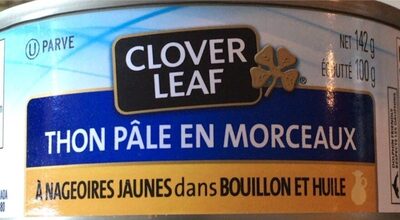 U PARVE
CLOVER
LEAF®
NET 142 g
ÉGOUTTÉ 100 g
THON PÂLE EN MORCEAUX
À NAGEOIRES JAUNES dans BOUILLON ET HUILE